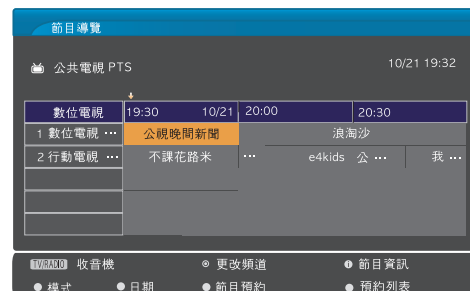 節目導覽
公共電視 PTS 10/21 19:32
數位電視 19:30 10/21 20:00 20:30
1 數位電視 ··· 公視晚間新聞 浪淘沙
2 行動電視 ··· 不課花路米 ··· e4kids 公 ··· 我 ···
TV/RADIO 收音機 更改頻道 節目資訊
模式 日期 節目預約 預約列表